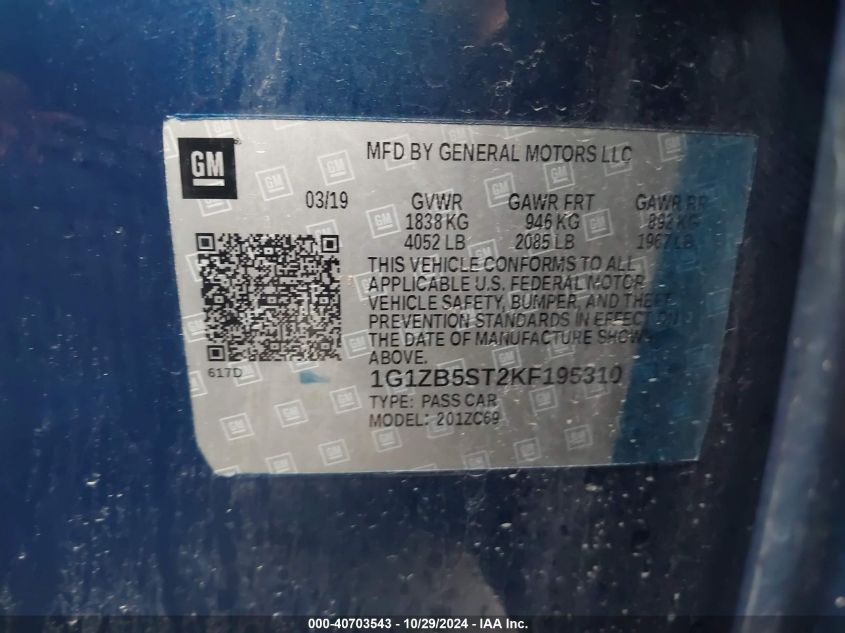 GM
MFD BY GENERAL MOTORS LLC
03/19
GVWR GAWR FRT GAWR RR
1838 KG 946 KG 892 KG
4052 LB 2085 LB 1967 LB
THIS VEHICLE CONFORMS TO ALL
APPLICABLE U.S. FEDERAL MOTOR
VEHICLE SAFETY, BUMPER, AND THEFT
PREVENTION STANDARDS IN EFFECT ON
THE DATE OF MANUFACTURE SHOWN
ABOVE.
617D
1G1ZB5ST2KF195310
TYPE: PASS CAR
MODEL: 201ZC69
000-40703543 - 10/29/2024 - IAA Inc.